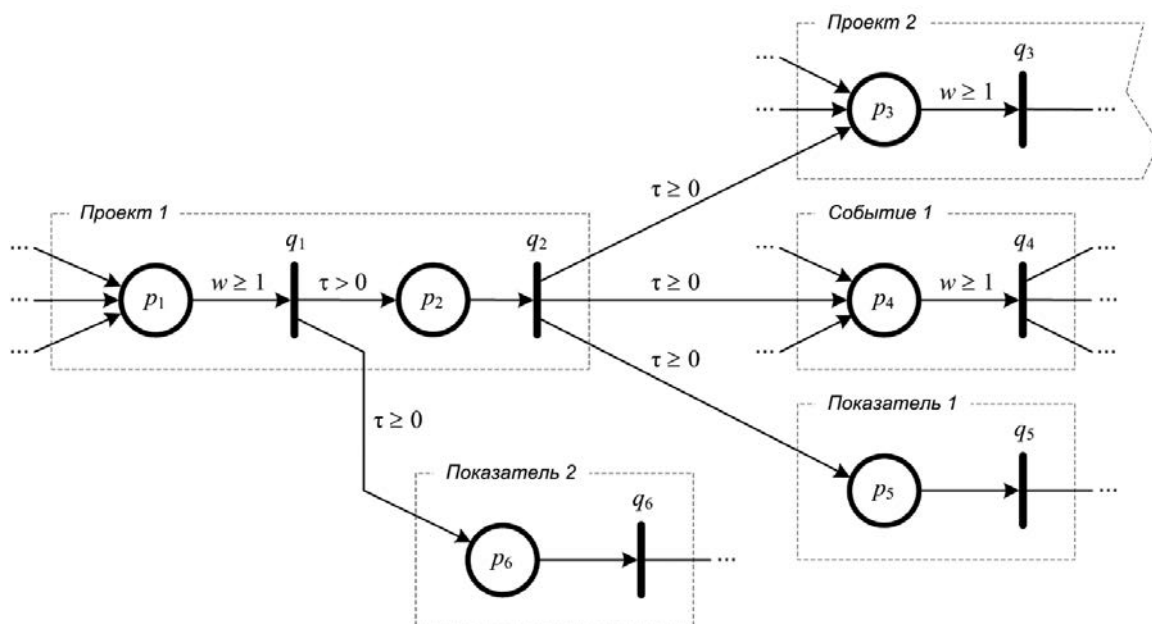 Проект 2
...
q3
...
p3
w ≥ 1
...
τ ≥ 0
Проект 1
Событие 1
...
q1
q2
...
q4
...
...
p1
w ≥ 1
τ > 0
p2
τ ≥ 0
p4
w ≥ 1
...
...
...
...
τ ≥ 0
Показатель 1
τ ≥ 0
q5
Показатель 2
p5
...
q6
p6
...